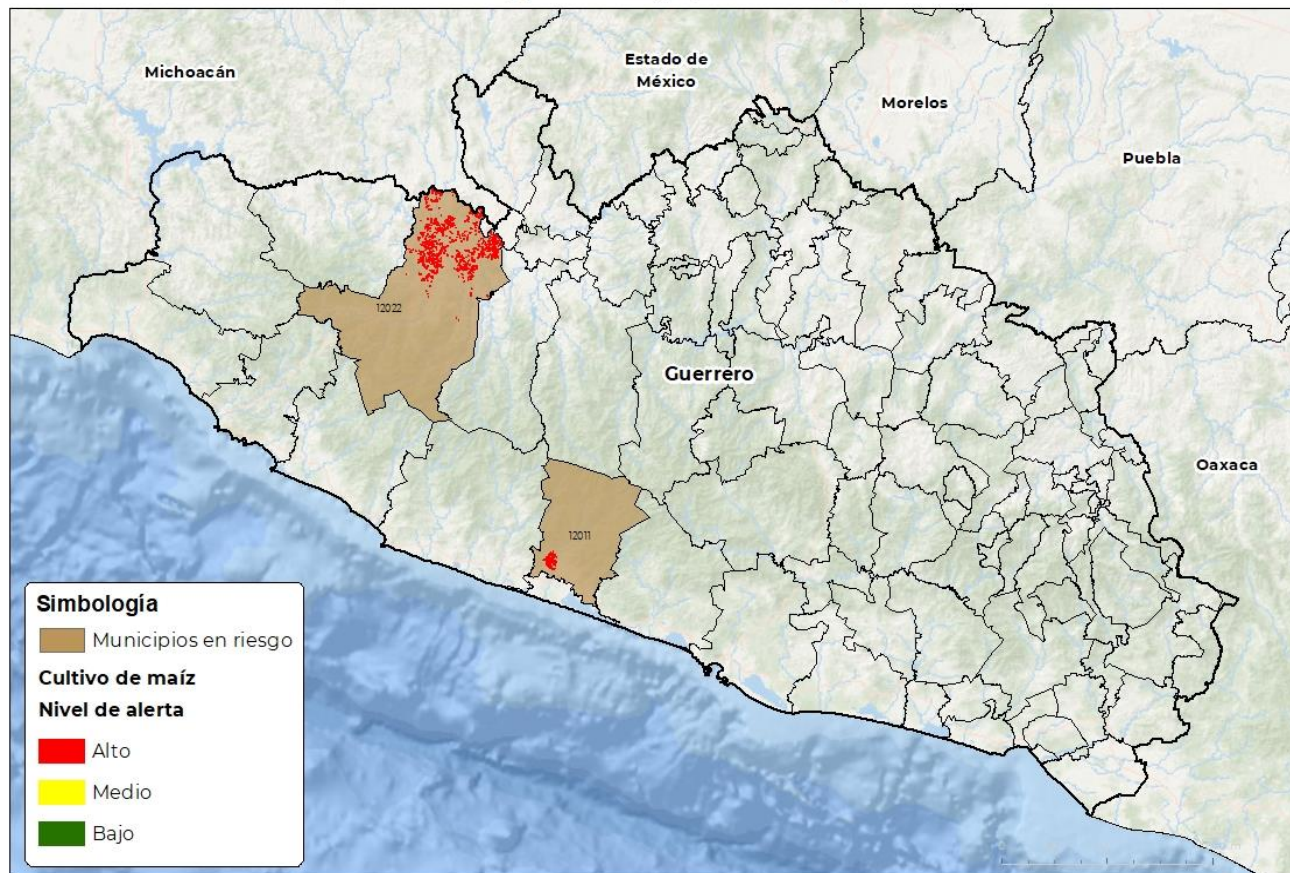 Michoacán
Estado de
México
Morelos
Puebla
12022
Guerrero
Oaxaca
12011
Simbología
Municipios en riesgo
Cultivo de maíz
Nivel de alerta
Alto
Medio
Bajo